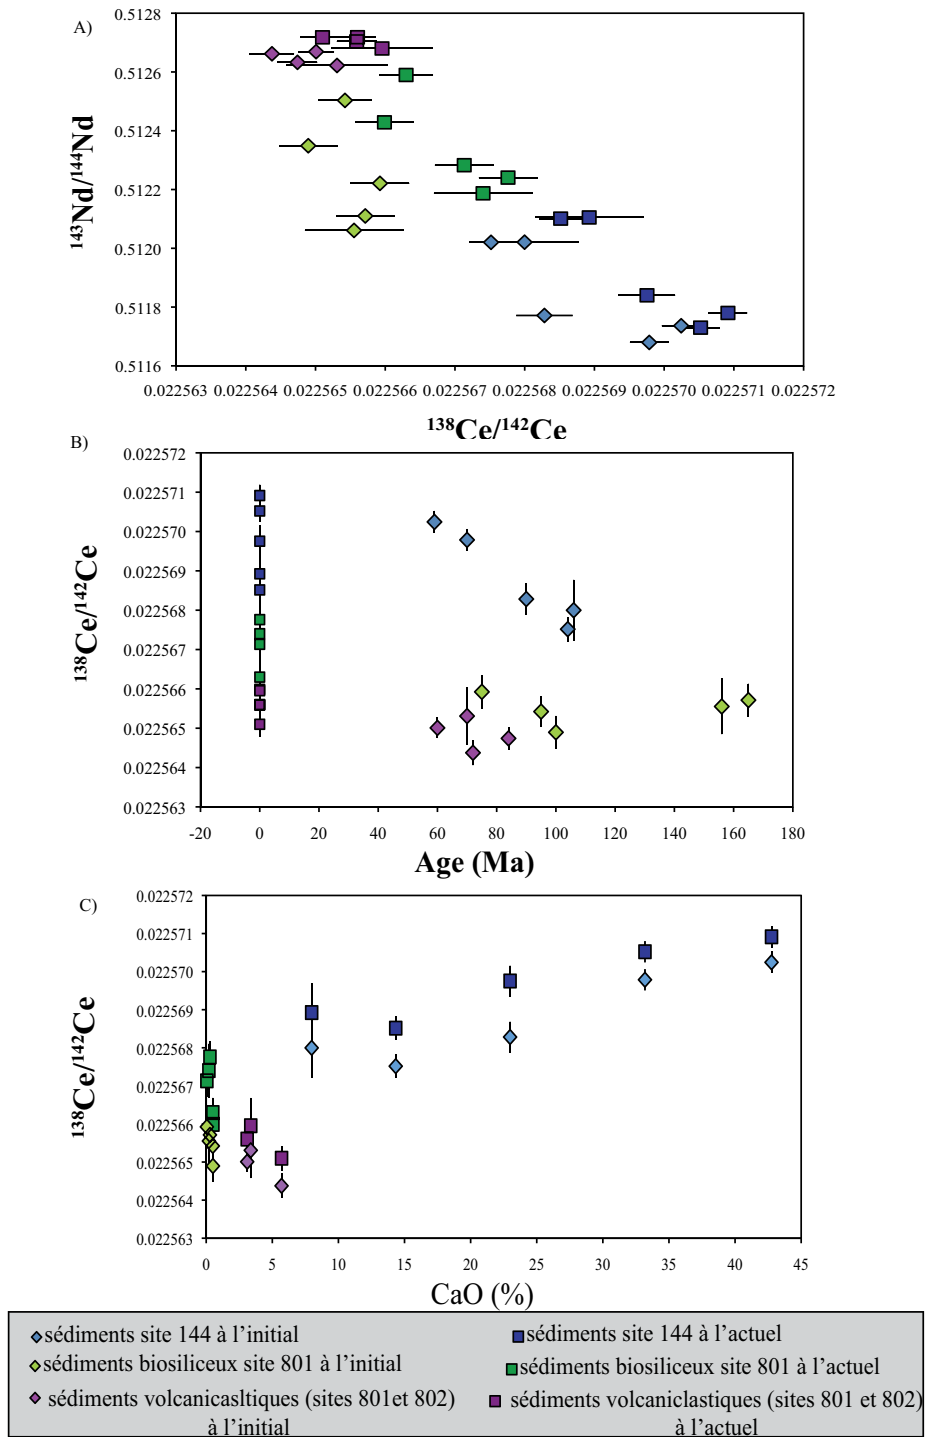 A)
0.5128
0.5126
0.5124
0.5122
0.5120
0.5118
0.5116
143Nd/144Nd
0.022563 0.022564 0.022565 0.022566 0.022567 0.022568 0.022569 0.022570 0.022571 0.022572
138Ce/142Ce
B)
0.022572
0.022571
0.022570
0.022569
0.022568
0.022567
0.022566
0.022565
0.022564
0.022563
138Ce/142Ce
-20 0 20 40 60 80 100 120 140 160 180
Age (Ma)
C)
0.022572
0.022571
0.022570
0.022569
0.022568
0.022567
0.022566
0.022565
0.022564
0.022563
138Ce/142Ce
0 5 10 15 20 25 30 35 40 45
CaO (%)
sédiments site 144 à l'initial
sédiments site 144 à l'actuel
sédiments biosiliceux site 801 à l'initial
sédiments biosiliceux site 801 à l'actuel
sédiments volcanicasltiques (sites 801et 802)
à l'initial
sédiments volcaniclastiques (sites 801 et 802)
à l'actuel